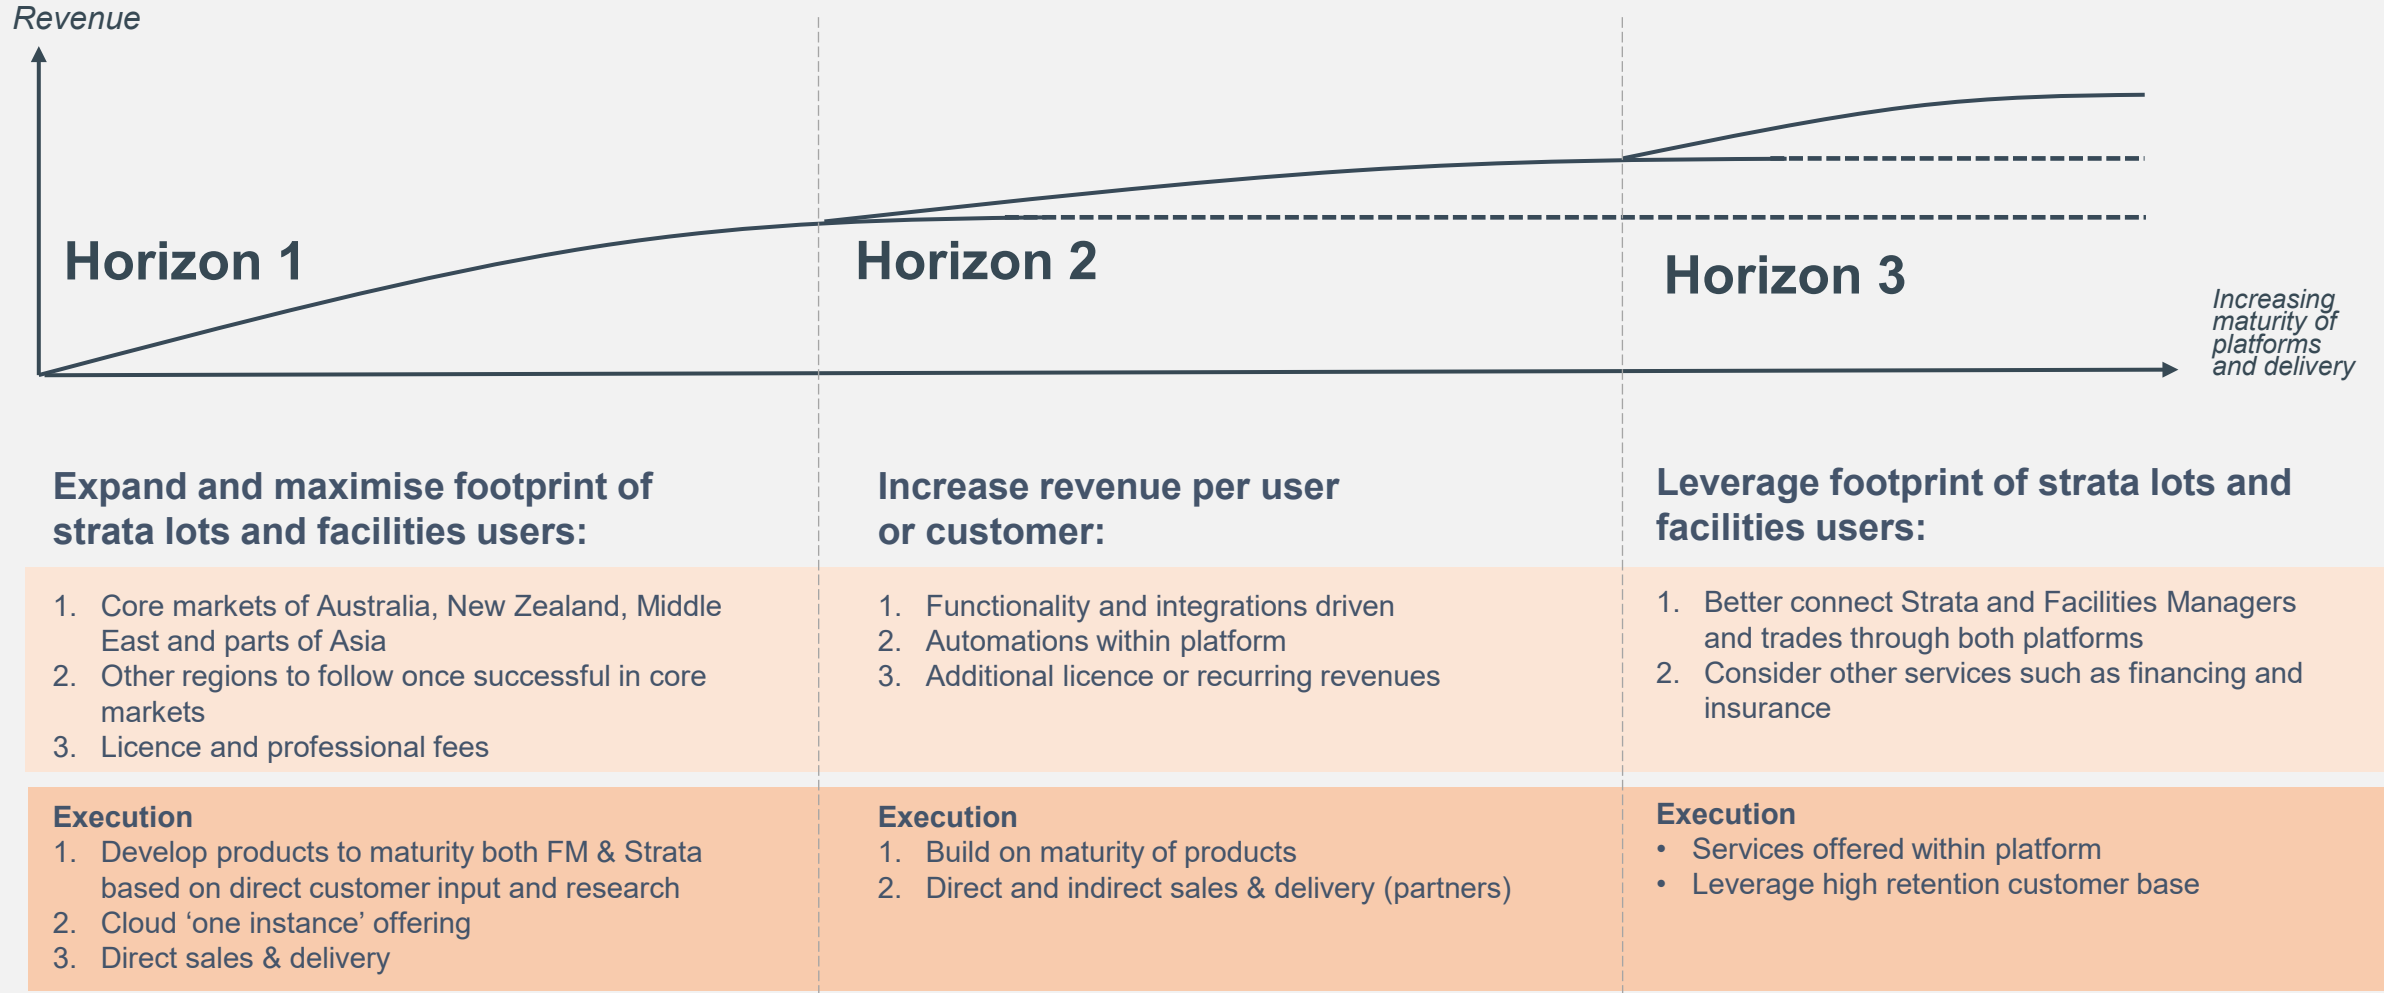 Revenue
Horizon 1
Horizon 2
Horizon 3
Increasing
maturity of
platforms
and delivery
Expand and maximise footprint of
strata lots and facilities users:
1. Core markets of Australia, New Zealand, Middle
East and parts of Asia
2. Other regions to follow once successful in core
markets
3. Licence and professional fees
Execution
1. Develop products to maturity both FM & Strata
based on direct customer input and research
2. Cloud ‘one instance’ offering
3. Direct sales & delivery
Increase revenue per user
or customer:
1. Functionality and integrations driven
2. Automations within platform
3. Additional licence or recurring revenues
Execution
1. Build on maturity of products
2. Direct and indirect sales & delivery (partners)
Leverage footprint of strata lots and
facilities users:
1. Better connect Strata and Facilities Managers
and trades through both platforms
2. Consider other services such as financing and
insurance
Execution
• Services offered within platform
• Leverage high retention customer base